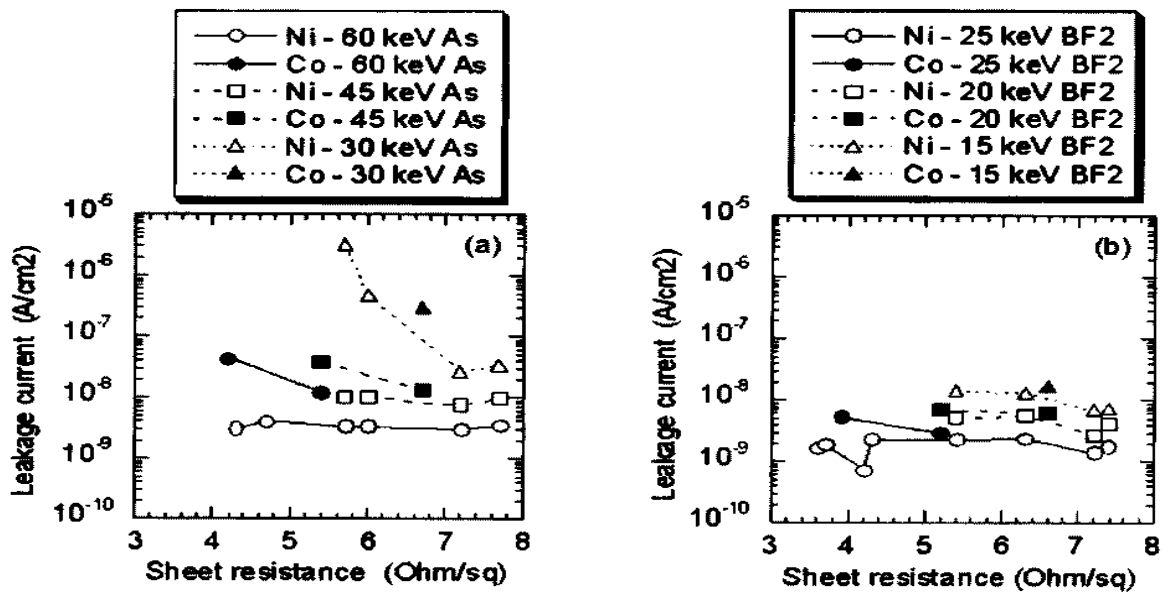 Ni - 60 keV As
Co - 60 keV As
Ni - 45 keV As
Co - 45 keV As
Ni - 30 keV As
Co - 30 keV As
10^-5
10^-6
10^-7
10^-8
10^-9
10^-10
Leakage current (A/cm2)
(a)
3 4 5 6 7 8
Sheet resistance (Ohm/sq)
Ni - 25 keV BF2
Co - 25 keV BF2
Ni - 20 keV BF2
Co - 20 keV BF2
Ni - 15 keV BF2
Co - 15 keV BF2
10^-5
10^-6
10^-7
10^-8
10^-9
10^-10
Leakage current (A/cm2)
(b)
3 4 5 6 7 8
Sheet resistance (Ohm/sq)